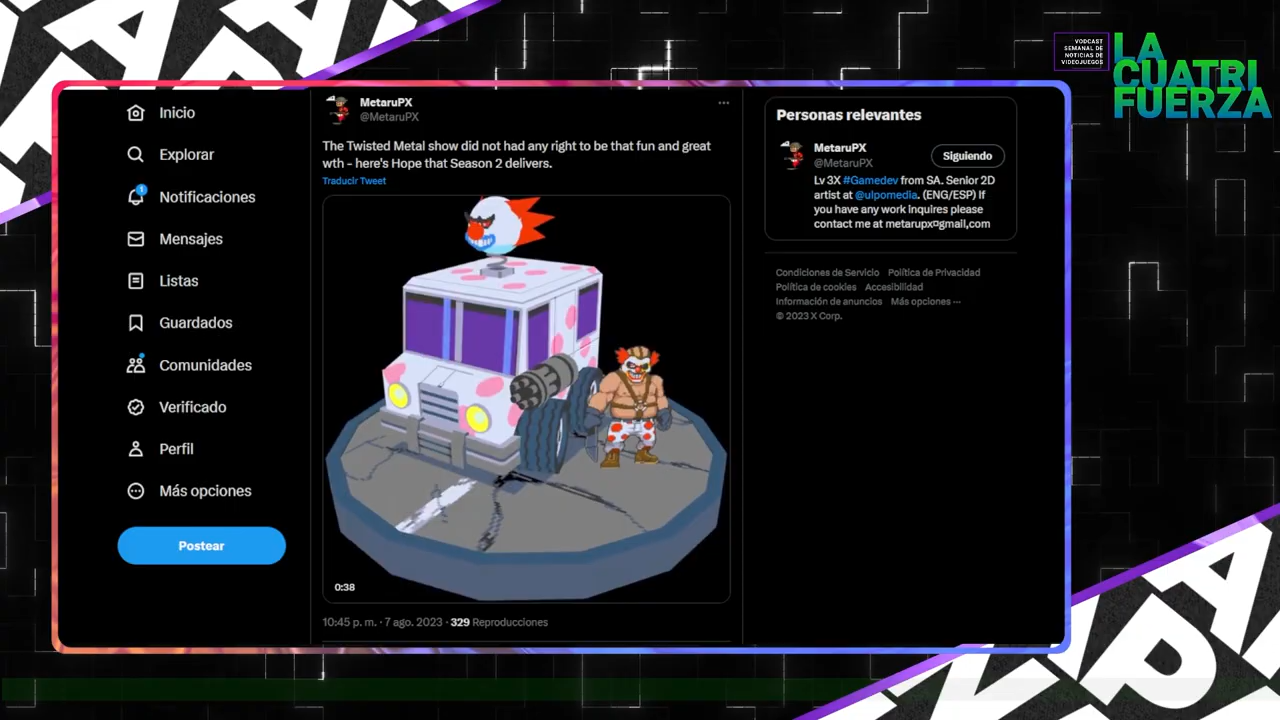 VODCAST
SEMANAL DE
NOTICIAS DE
VIDEOJUEGOS
LA
CUATRI
FUERZA
Inicio
Explorar
1
Notificaciones
Mensajes
Listas
Guardados
Comunidades
Verificado
Perfil
Más opciones
Postear
MetaruPX
@MetaruPX
The Twisted Metal show did not had any right to be that fun and great
wth - here's Hope that Season 2 delivers.
Traducir Tweet
0:38
10:45 p. m. · 7 ago. 2023 · 329 Reproducciones
Personas relevantes
MetaruPX
@MetaruPX
Siguiendo
Lv 3X #Gamedev from SA. Senior 2D
artist at @ulpomedia. (ENG/ESP) If
you have any work inquires please
contact me at metarupx¤gmail,com
Condiciones de Servicio Política de Privacidad
Política de cookies Accesibilidad
Información de anuncios Más opciones ···
© 2023 X Corp.